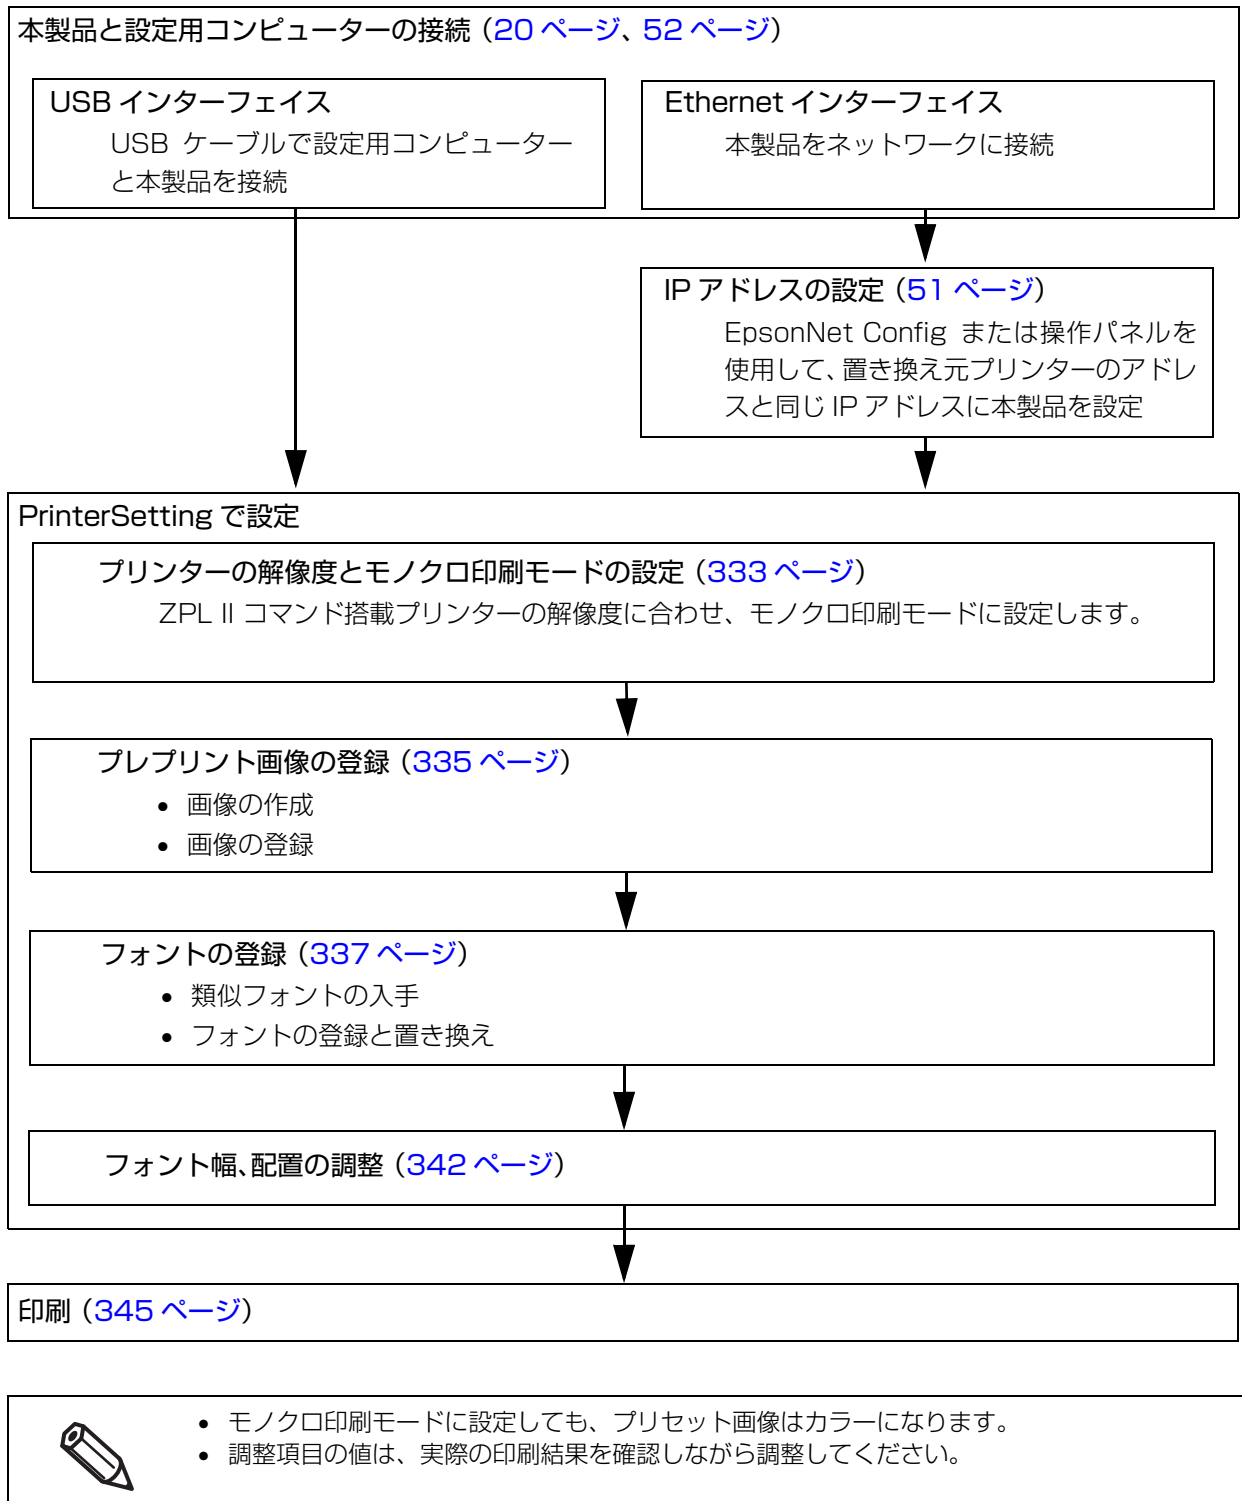 本製品と設定用コンピューターの接続（20 ページ、52 ページ）
USB インターフェイス
USB ケーブルで設定用コンピューター
と本製品を接続
Ethernet インターフェイス
本製品をネットワークに接続
IP アドレスの設定（51 ページ）
EpsonNet Config または操作パネルを
使用して、置き換え元プリンターのアドレ
スと同じ IP アドレスに本製品を設定
PrinterSetting で設定
プリンターの解像度とモノクロ印刷モードの設定（333 ページ）
ZPL II コマンド搭載プリンターの解像度に合わせ、モノクロ印刷モードに設定します。
プレプリント画像の登録（335 ページ）
• 画像の作成
• 画像の登録
フォントの登録（337 ページ）
• 類似フォントの入手
• フォントの登録と置き換え
フォント幅、配置の調整（342 ページ）
印刷（345 ページ）
• モノクロ印刷モードに設定しても、プリセット画像はカラーになります。
• 調整項目の値は、実際の印刷結果を確認しながら調整してください。